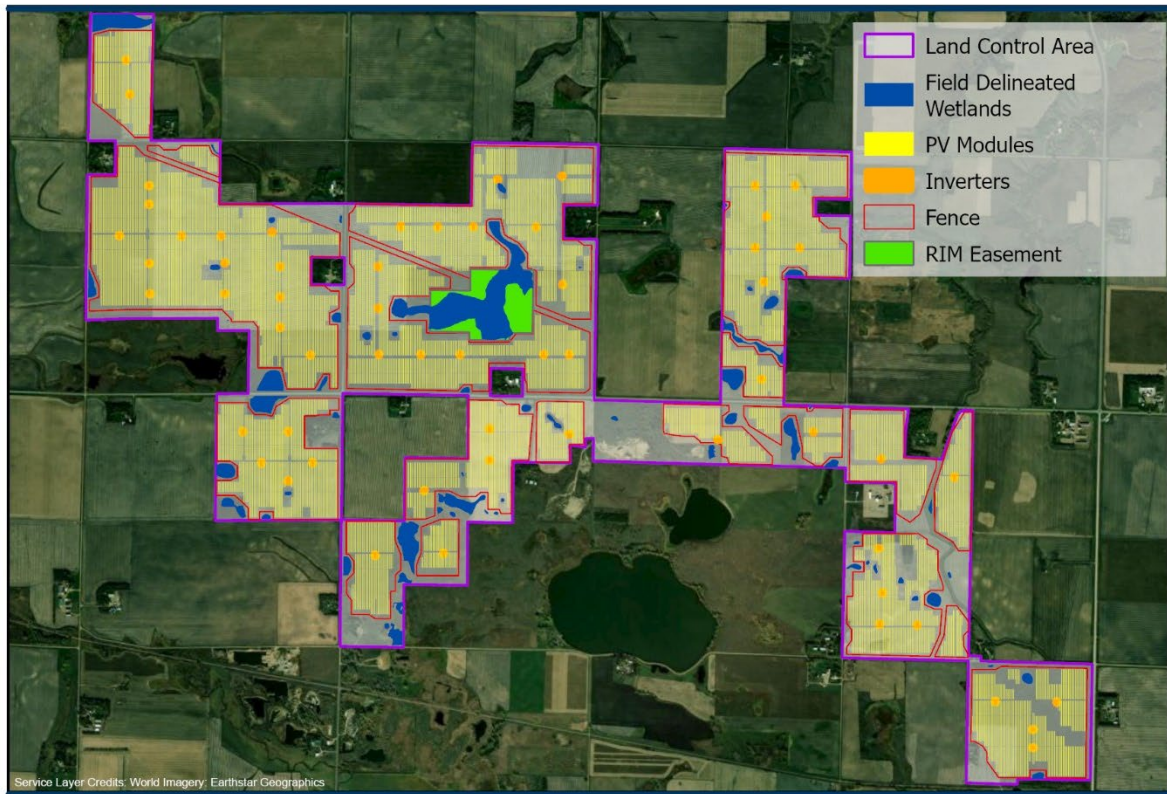 Land Control Area
Field Delineated
Wetlands
PV Modules
Inverters
Fence
RIM Easement
Service Layer Credits: World Imagery: Earthstar Geographics